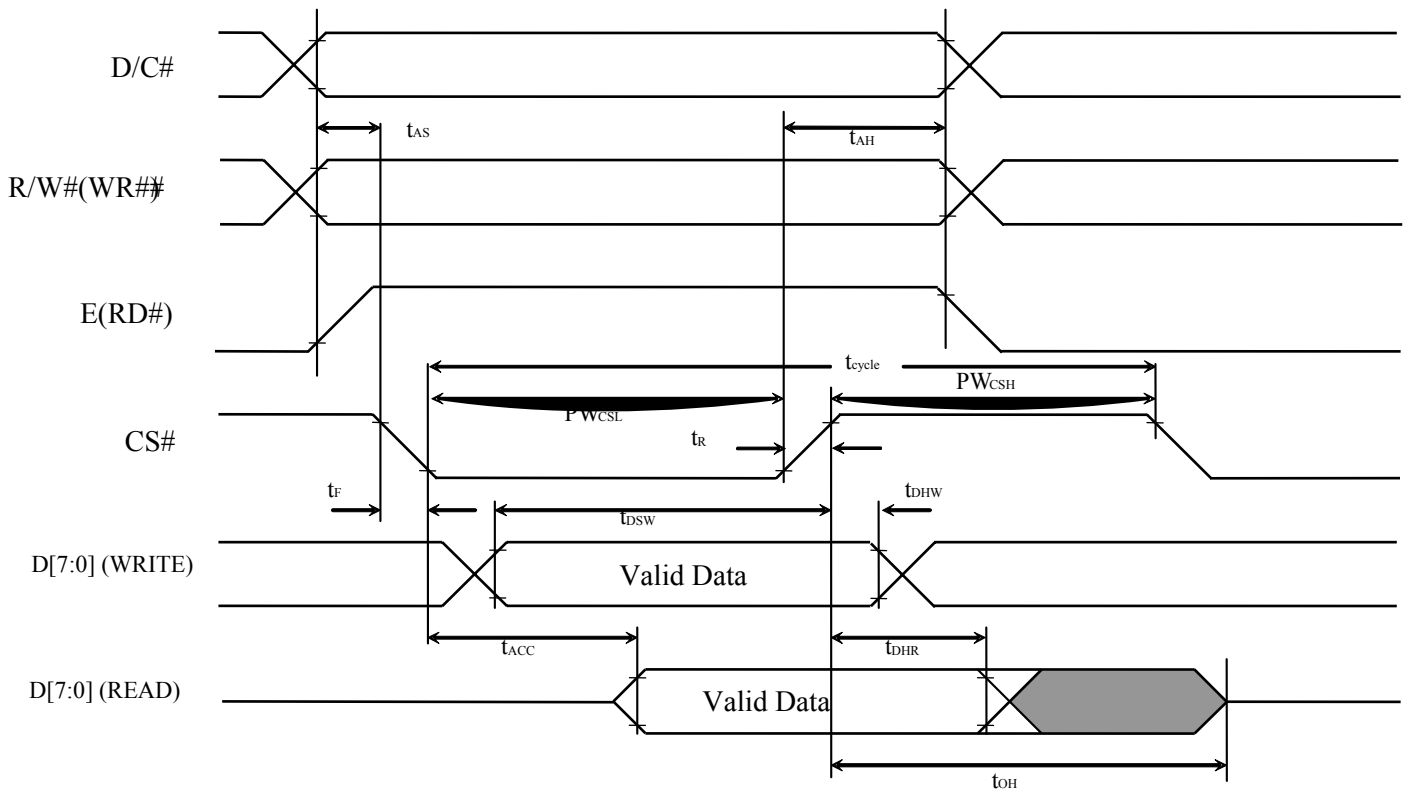 D/C#
tAS
tAH
R/W#(WR##)
E(RD#)
tcycle
PWCSH
PWCSL
CS#
tR
tF
tDHW
tDSW
D[7:0] (WRITE)
Valid Data
tACC
tDHR
D[7:0] (READ)
Valid Data
tOH